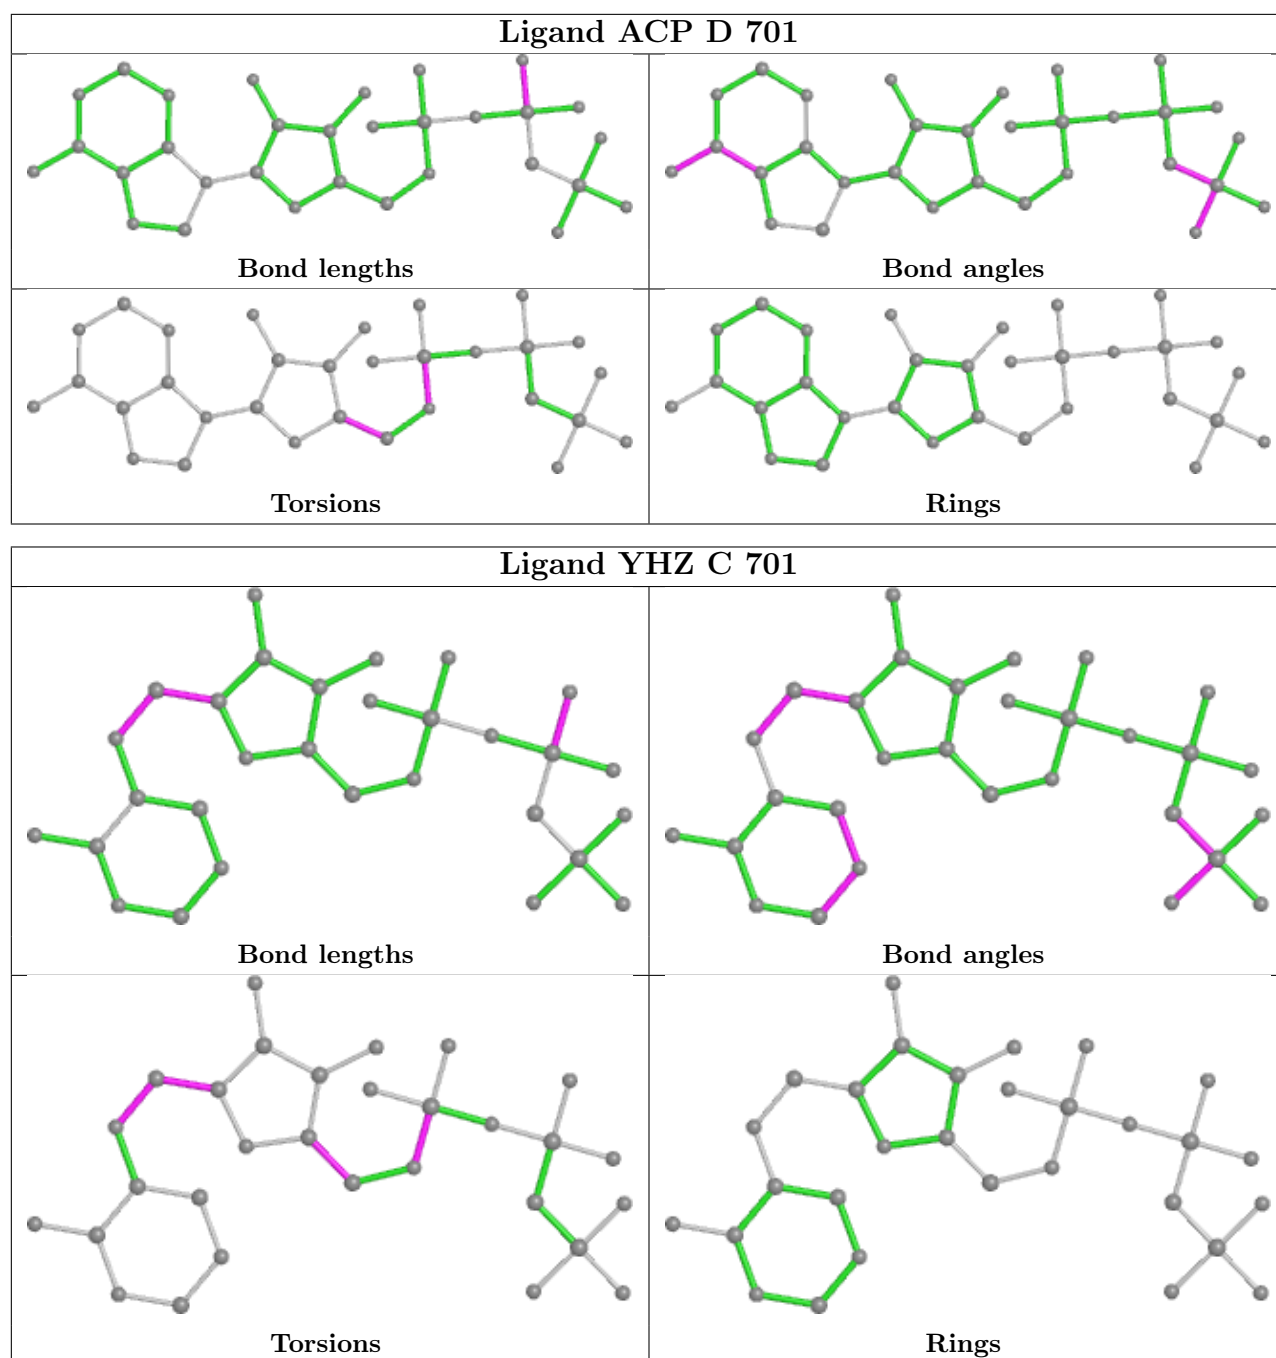 Ligand ACP D 701
Bond lengths
Bond angles
Torsions
Rings
Ligand YHZ C 701
Bond lengths
Bond angles
Torsions
Rings